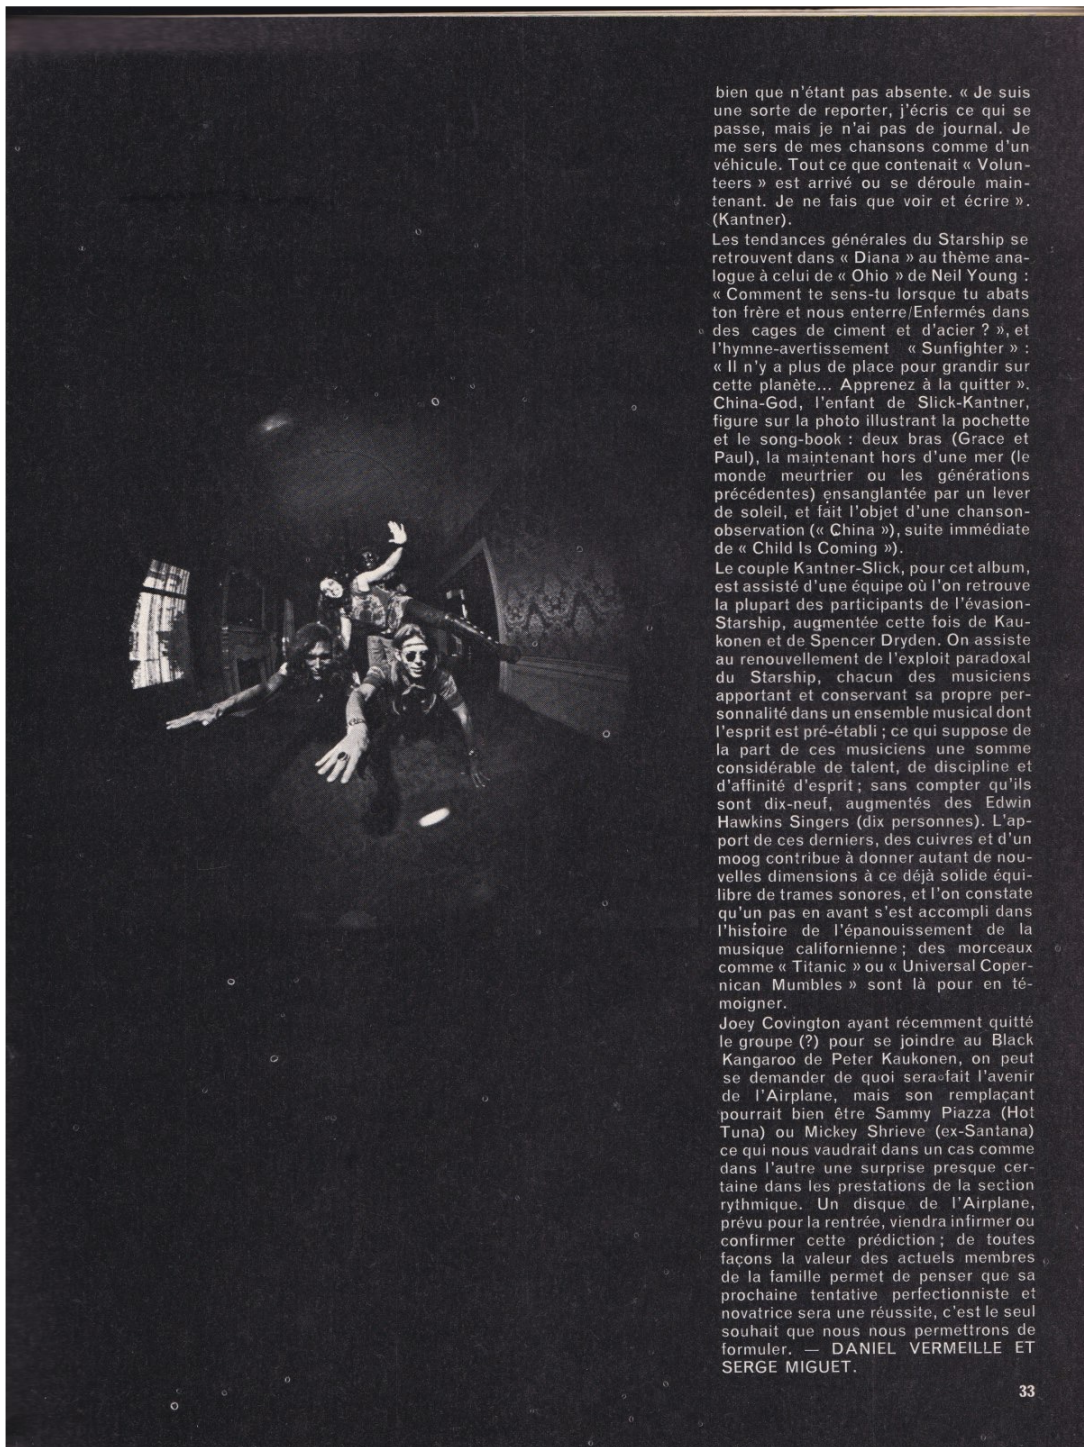 bien que n'étant pas absente. « Je suis
une sorte de reporter, j'écris ce qui se
passe, mais je n'ai pas de journal. Je
me sers de mes chansons comme d'un
véhicule. Tout ce que contenait « Volun-
teers » est arrivé ou se déroule main-
tenant. Je ne fais que voir et écrire ».
(Kantner).
Les tendances générales du Starship se
retrouvent dans « Diana » au thème ana-
logue à celui de « Ohio » de Neil Young :
« Comment te sens-tu lorsque tu abats
ton frère et nous enterre/Enfermés dans
des cages de ciment et d'acier ? », et
l'hymne-avertissement « Sunfighter » :
« Il n'y a plus de place pour grandir sur
cette planète... Apprenez à la quitter ».
China-God, l'enfant de Slick-Kantner,
figure sur la photo illustrant la pochette
et le song-book : deux bras (Grace et
Paul), la maintenant hors d'une mer (le
monde meurtrier ou les générations
précédentes) ensanglantée par un lever
de soleil, et fait l'objet d'une chanson-
observation (« China »), suite immédiate
de « Child Is Coming »).
Le couple Kantner-Slick, pour cet album,
est assisté d'une équipe où l'on retrouve
la plupart des participants de l'évasion-
Starship, augmentée cette fois de Kau-
konen et de Spencer Dryden. On assiste
au renouvellement de l'exploit paradoxal
du Starship, chacun des musiciens
apportant et conservant sa propre per-
sonnalité dans un ensemble musical dont
l'esprit est pré-établi ; ce qui suppose de
la part de ces musiciens une somme
considérable de talent, de discipline et
d'affinité d'esprit ; sans compter qu'ils
sont dix-neuf, augmentés des Edwin
Hawkins Singers (dix personnes). L'ap-
port de ces derniers, des cuivres et d'un
moog contribue à donner autant de nou-
velles dimensions à ce déjà solide équi-
libre de trames sonores, et l'on constate
qu'un pas en avant s'est accompli dans
l'histoire de l'épanouissement de la
musique californienne ; des morceaux
comme « Titanic » ou « Universal Coper-
nican Mumbles » sont là pour en té-
moigner.
Joey Covington ayant récemment quitté
le groupe (?) pour se joindre au Black
Kangaroo de Peter Kaukonen, on peut
se demander de quoi sera fait l'avenir
de l'Airplane, mais son remplaçant
pourrait bien être Sammy Piazza (Hot
Tuna) ou Mickey Shrieve (ex-Santana)
ce qui nous vaudrait dans un cas comme
dans l'autre une surprise presque cer-
taine dans les prestations de la section
rythmique. Un disque de l'Airplane,
prévu pour la rentrée, viendra infirmer ou
confirmer cette prédiction ; de toutes
façons la valeur des actuels membres
de la famille permet de penser que sa
prochaine tentative perfectionniste et
novatrice sera une réussite, c'est le seul
souhait que nous nous permettrons de
formuler. — DANIEL VERMEILLE ET
SERGE MIGUET.
33